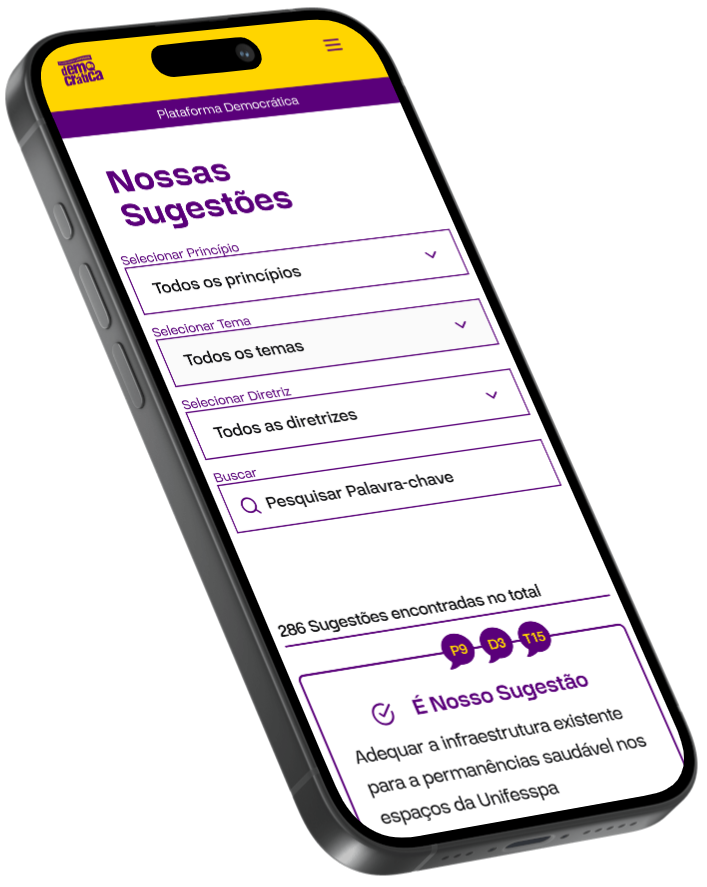 demo
cratica
Plataforma Democrática
Nossas
Sugestões
Selecionar Princípio
Todos os princípios
Selecionar Tema
Todos os temas
Selecionar Diretriz
Todos as diretrizes
Buscar
Pesquisar Palavra-chave
286 Sugestões encontradas no total
P9 D3 T15
É Nosso Sugestão
Adequar a infraestrutura existente
para a permanências saudável nos
espaços da Unifesspa